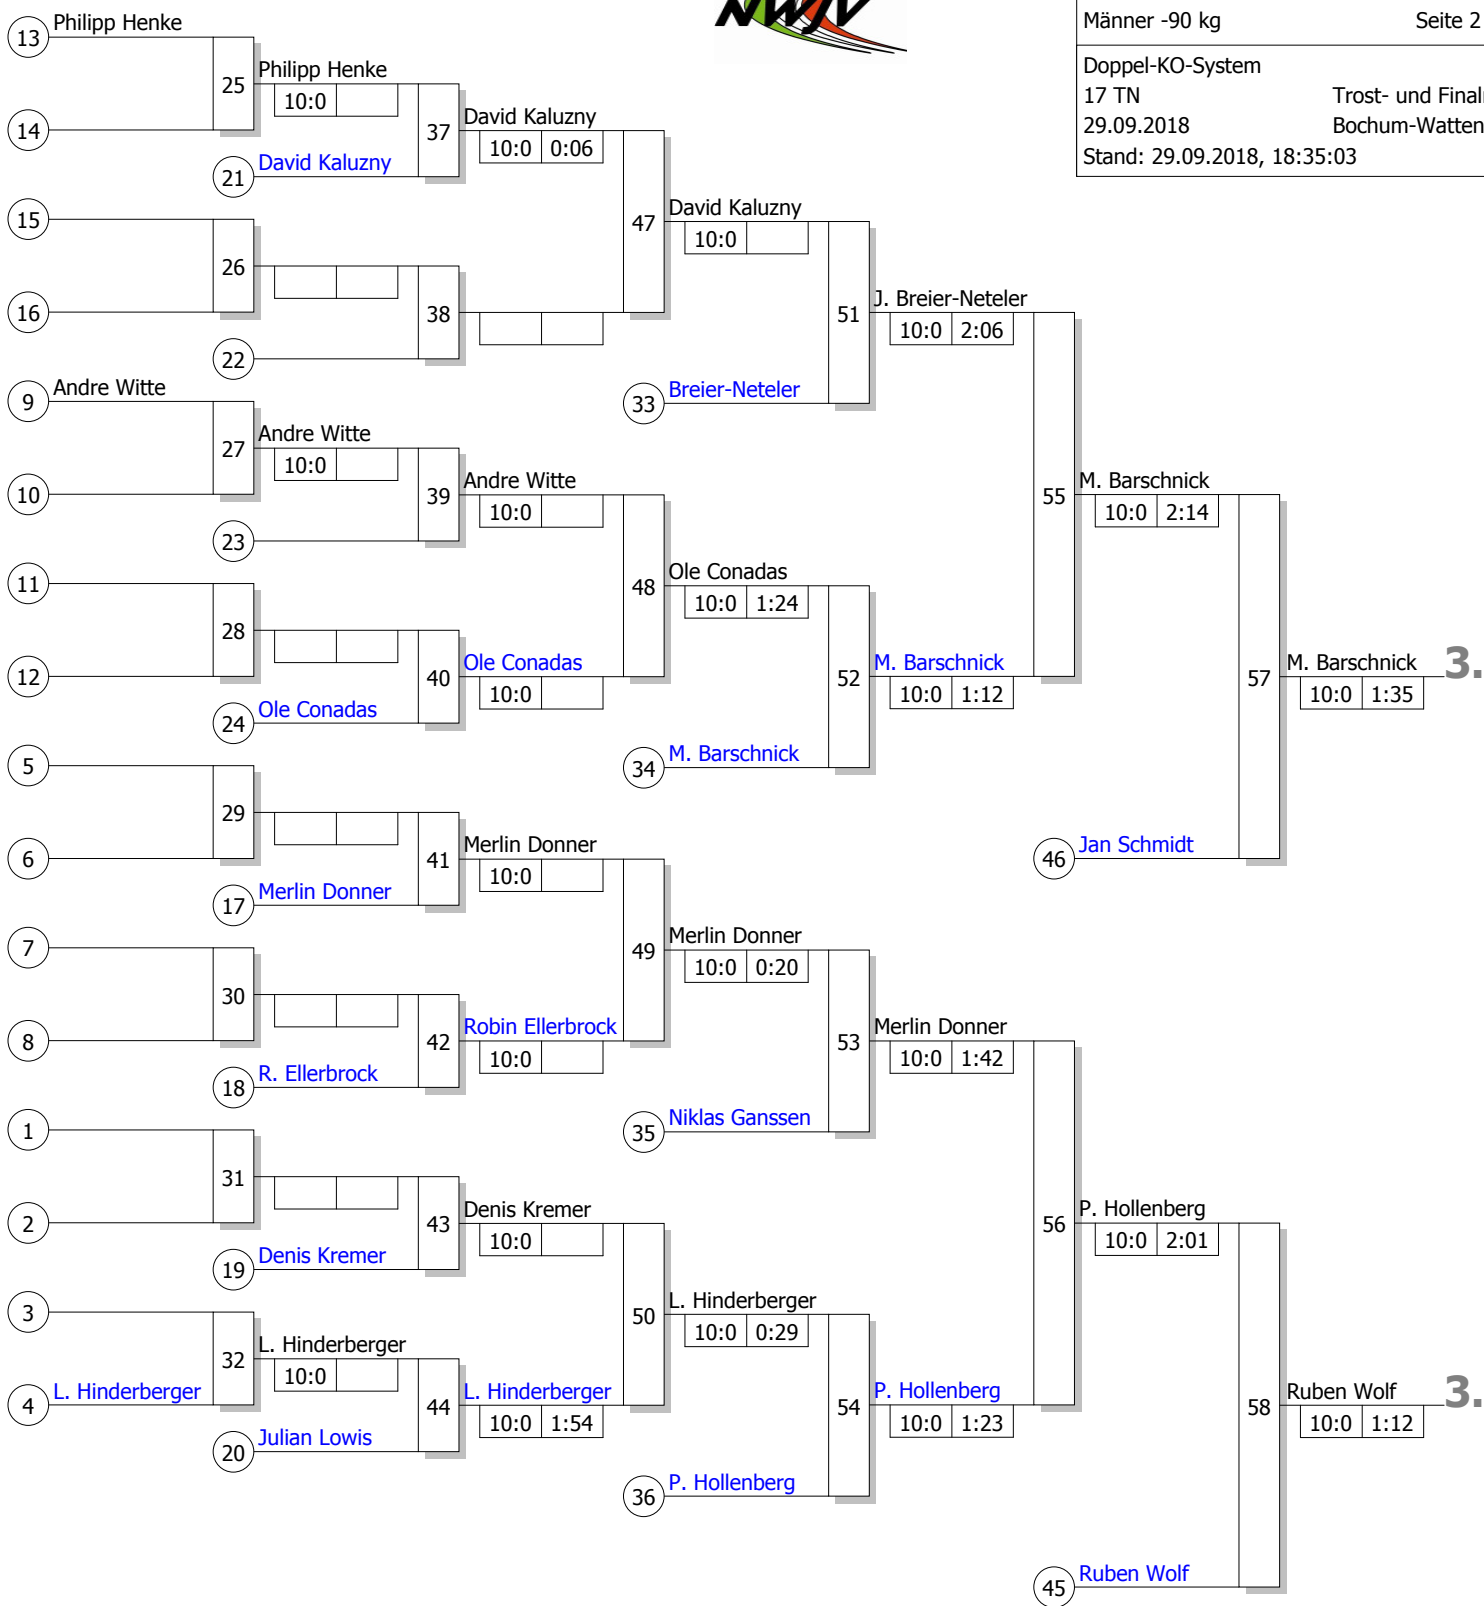 NWJV
Männer -90 kg Seite 2
Doppel-KO-System
17 TN Trost- und Final
29.09.2018 Bochum-Watten
Stand: 29.09.2018, 18:35:03
13 Philipp Henke
25 Philipp Henke
10:0
14
37 David Kaluzny
10:0 0:06
21 David Kaluzny
15
26
16
38
22
47 David Kaluzny
10:0
51 J. Breier-Neteler
10:0 2:06
33 Breier-Neteler
9 Andre Witte
27 Andre Witte
10:0
10
39 Andre Witte
10:0
23
11
28
12
40 Ole Conadas
10:0
24 Ole Conadas
48 Ole Conadas
10:0 1:24
52 M. Barschnick
10:0 1:12
34 M. Barschnick
55 M. Barschnick
10:0 2:14
57 M. Barschnick 3.
10:0 1:35
46 Jan Schmidt
5
29
6
41 Merlin Donner
10:0
17 Merlin Donner
7
30
8
42 Robin Ellerbrock
10:0
18 R. Ellerbrock
49 Merlin Donner
10:0 0:20
53 Merlin Donner
10:0 1:42
35 Niklas Ganssen
1
31
2
43 Denis Kremer
10:0
19 Denis Kremer
3
32 L. Hinderberger
10:0
4 L. Hinderberger
44 L. Hinderberger
10:0 1:54
20 Julian Lowis
50 L. Hinderberger
10:0 0:29
54 P. Hollenberg
10:0 1:23
36 P. Hollenberg
56 P. Hollenberg
10:0 2:01
58 Ruben Wolf 3.
10:0 1:12
45 Ruben Wolf